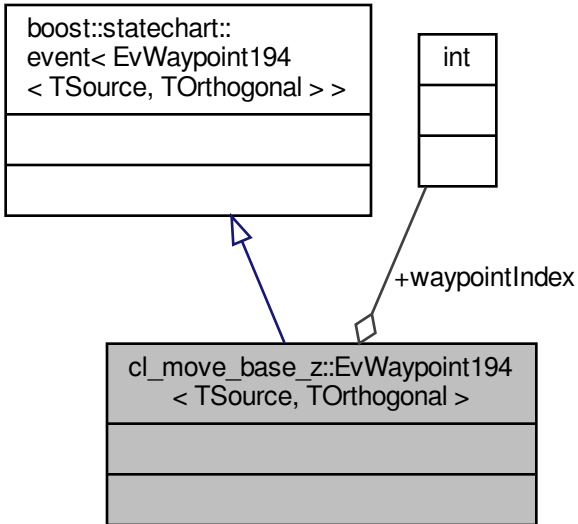 boost::statechart::
event< EvWaypoint194
< TSource, TOrthogonal > >
int
+waypointIndex
cl_move_base_z::EvWaypoint194
< TSource, TOrthogonal >